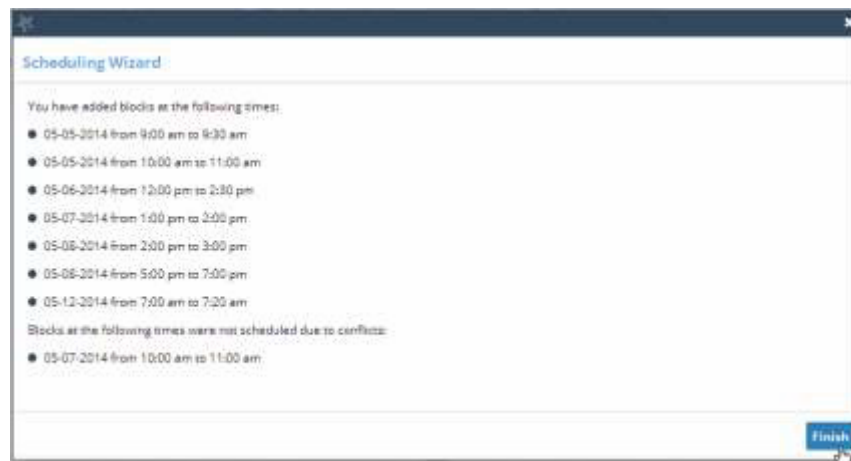 Scheduling Wizard
You have added blocks at the following times:
● 05-05-2014 from 9:00 am to 9:30 am
● 05-05-2014 from 10:00 am to 11:00 am
● 05-06-2014 from 12:00 pm to 2:30 pm
● 05-07-2014 from 1:00 pm to 2:00 pm
● 05-08-2014 from 2:00 pm to 3:00 pm
● 05-08-2014 from 5:00 pm to 7:00 pm
● 05-12-2014 from 7:00 am to 7:20 am
Blocks at the following times were not scheduled due to conflicts:
● 05-07-2014 from 10:00 am to 11:00 am
Finish